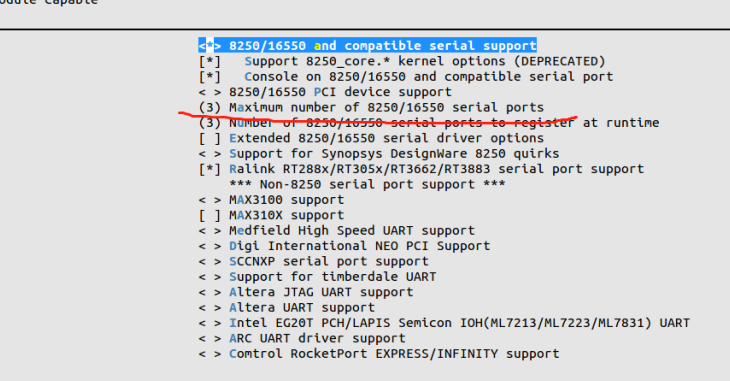 odule capable
<*> 8250/16550 and compatible serial support
[*]   Support 8250_core.* kernel options (DEPRECATED)
[*]   Console on 8250/16550 and compatible serial port
< > 8250/16550 PCI device support
(3) Maximum number of 8250/16550 serial ports
(3) Number of 8250/16550 serial ports to register at runtime
[ ] Extended 8250/16550 serial driver options
< > Support for Synopsys DesignWare 8250 quirks
[*] Ralink RT288x/RT305x/RT3662/RT3883 serial port support
*** Non-8250 serial port support ***
< > MAX3100 support
[ ] MAX310X support
< > Medfield High Speed UART support
< > Digi International NEO PCI Support
< > SCCNXP serial port support
< > Support for timberdale UART
< > Altera JTAG UART support
< > Altera UART support
< > Intel EG20T PCH/LAPIS Semicon IOH(ML7213/ML7223/ML7831) UART
< > ARC UART driver support
< > Comtrol RocketPort EXPRESS/INFINITY support